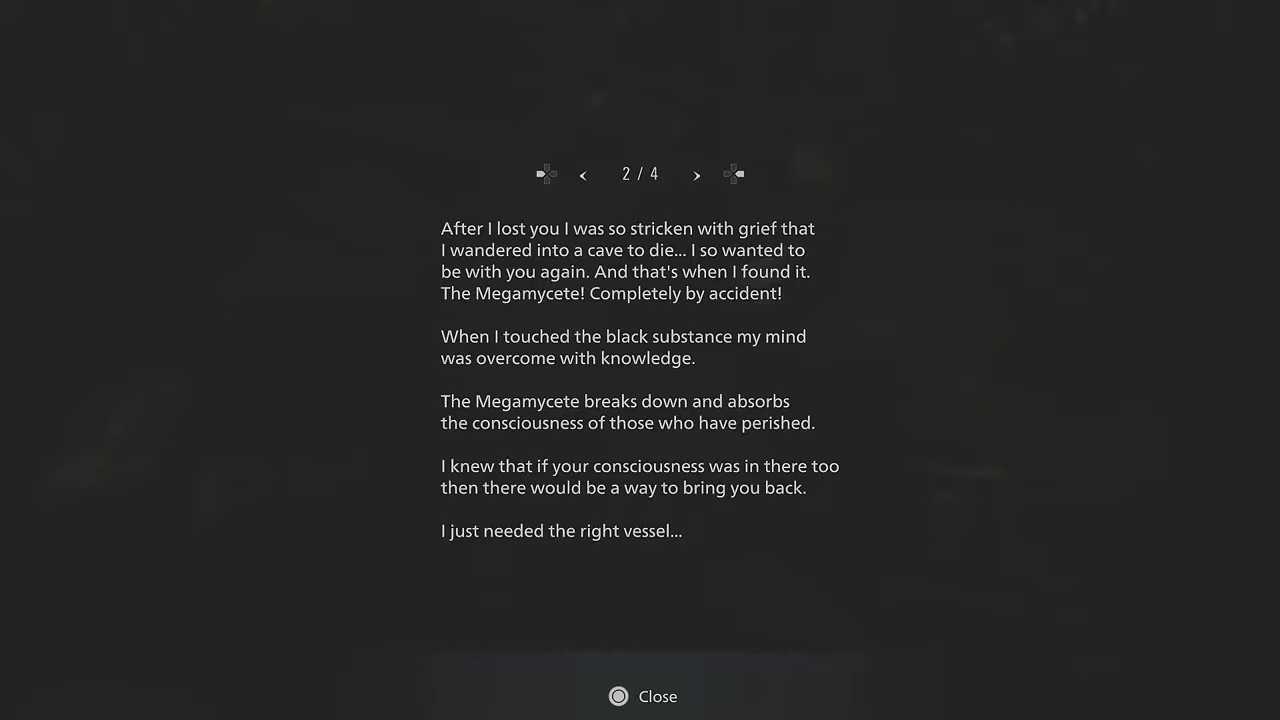 2 / 4
After I lost you I was so stricken with grief that
I wandered into a cave to die... I so wanted to
be with you again. And that's when I found it.
The Megamycete! Completely by accident!
When I touched the black substance my mind
was overcome with knowledge.
The Megamycete breaks down and absorbs
the consciousness of those who have perished.
I knew that if your consciousness was in there too
then there would be a way to bring you back.
I just needed the right vessel...
Close